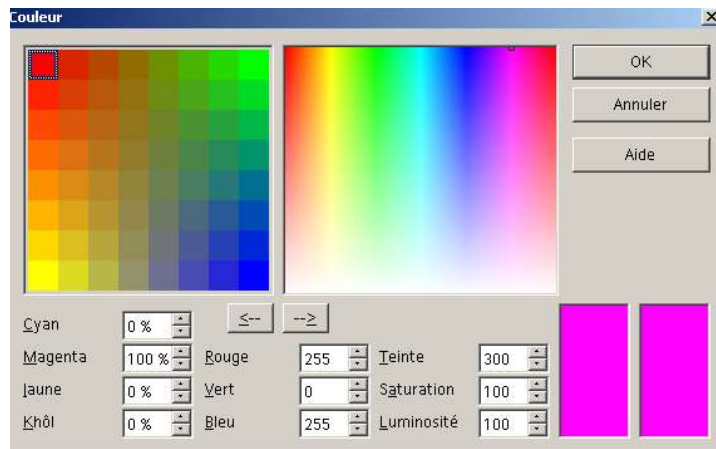 Couleur
OK
Annuler
Aide
<-- -->
Cyan 0 %
Magenta 100 % Rouge 255 Teinte 300
Jaune 0 % Vert 0 Saturation 100
Khôl 0 % Bleu 255 Luminosité 100